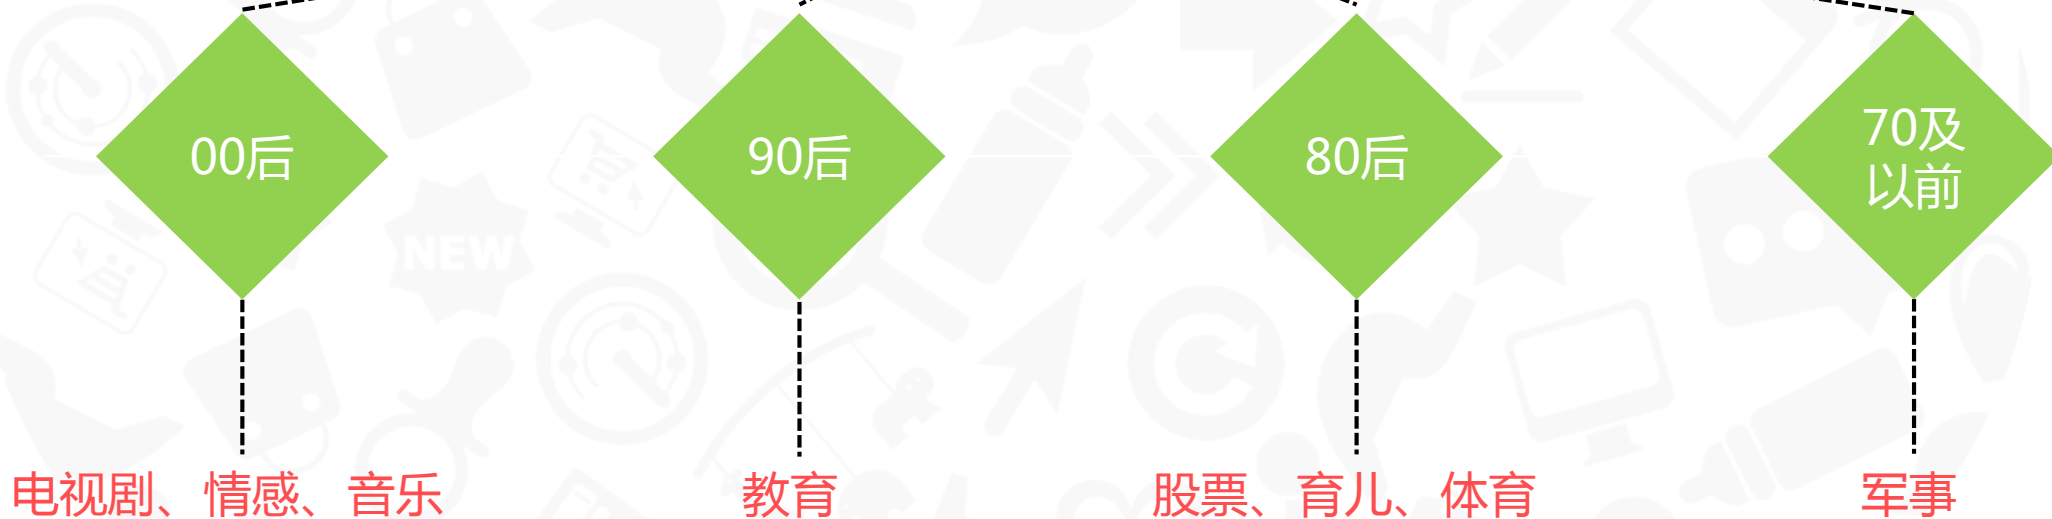 00后
90后
80后
70及
以前
NEW
电视剧、情感、音乐
教育
股票、育儿、体育
军事